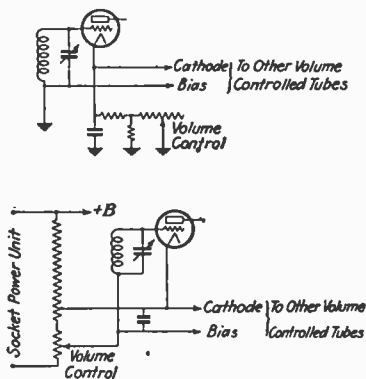 Cathode } To Other Volume
Bias } Controlled Tubes
Volume
Control
+B
Socket Power Unit
Cathode } To Other Volume
Bias } Controlled Tubes
Volume
Control